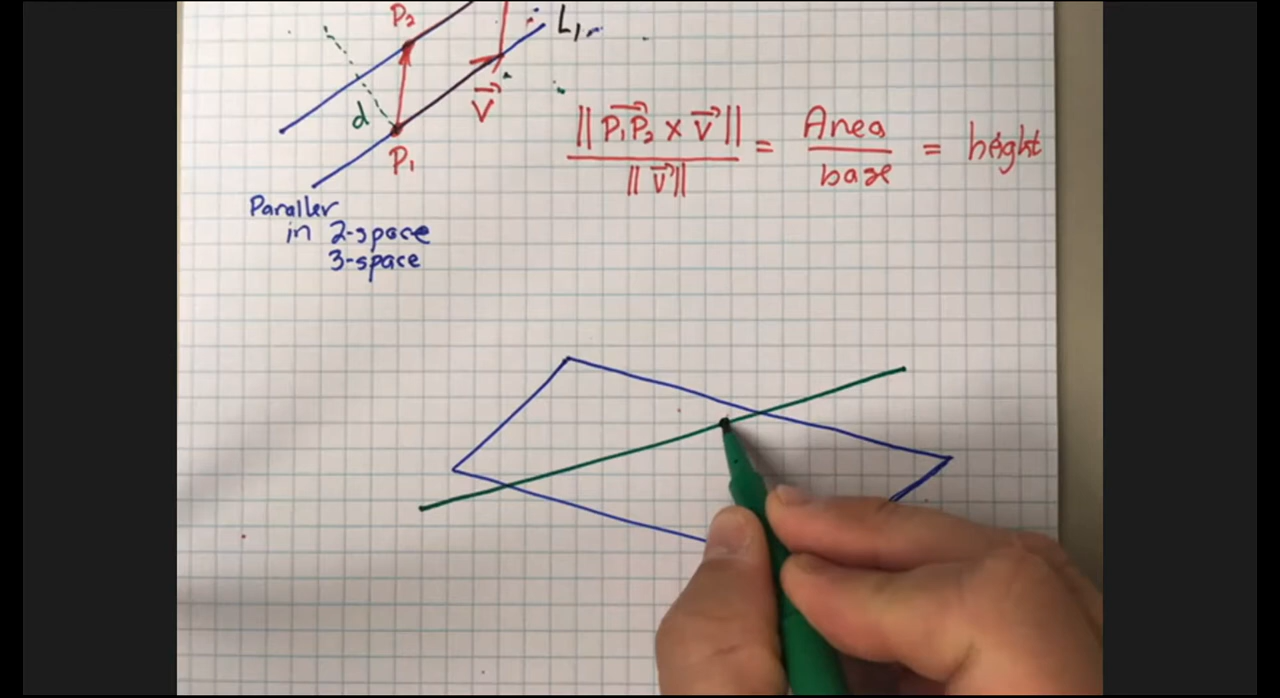 P₂
L₁
d
V⃗
P₁
||P₁P₂⃗ x V⃗|| / ||V⃗|| = Area / base = height
Paraller
in 2-space
3-space